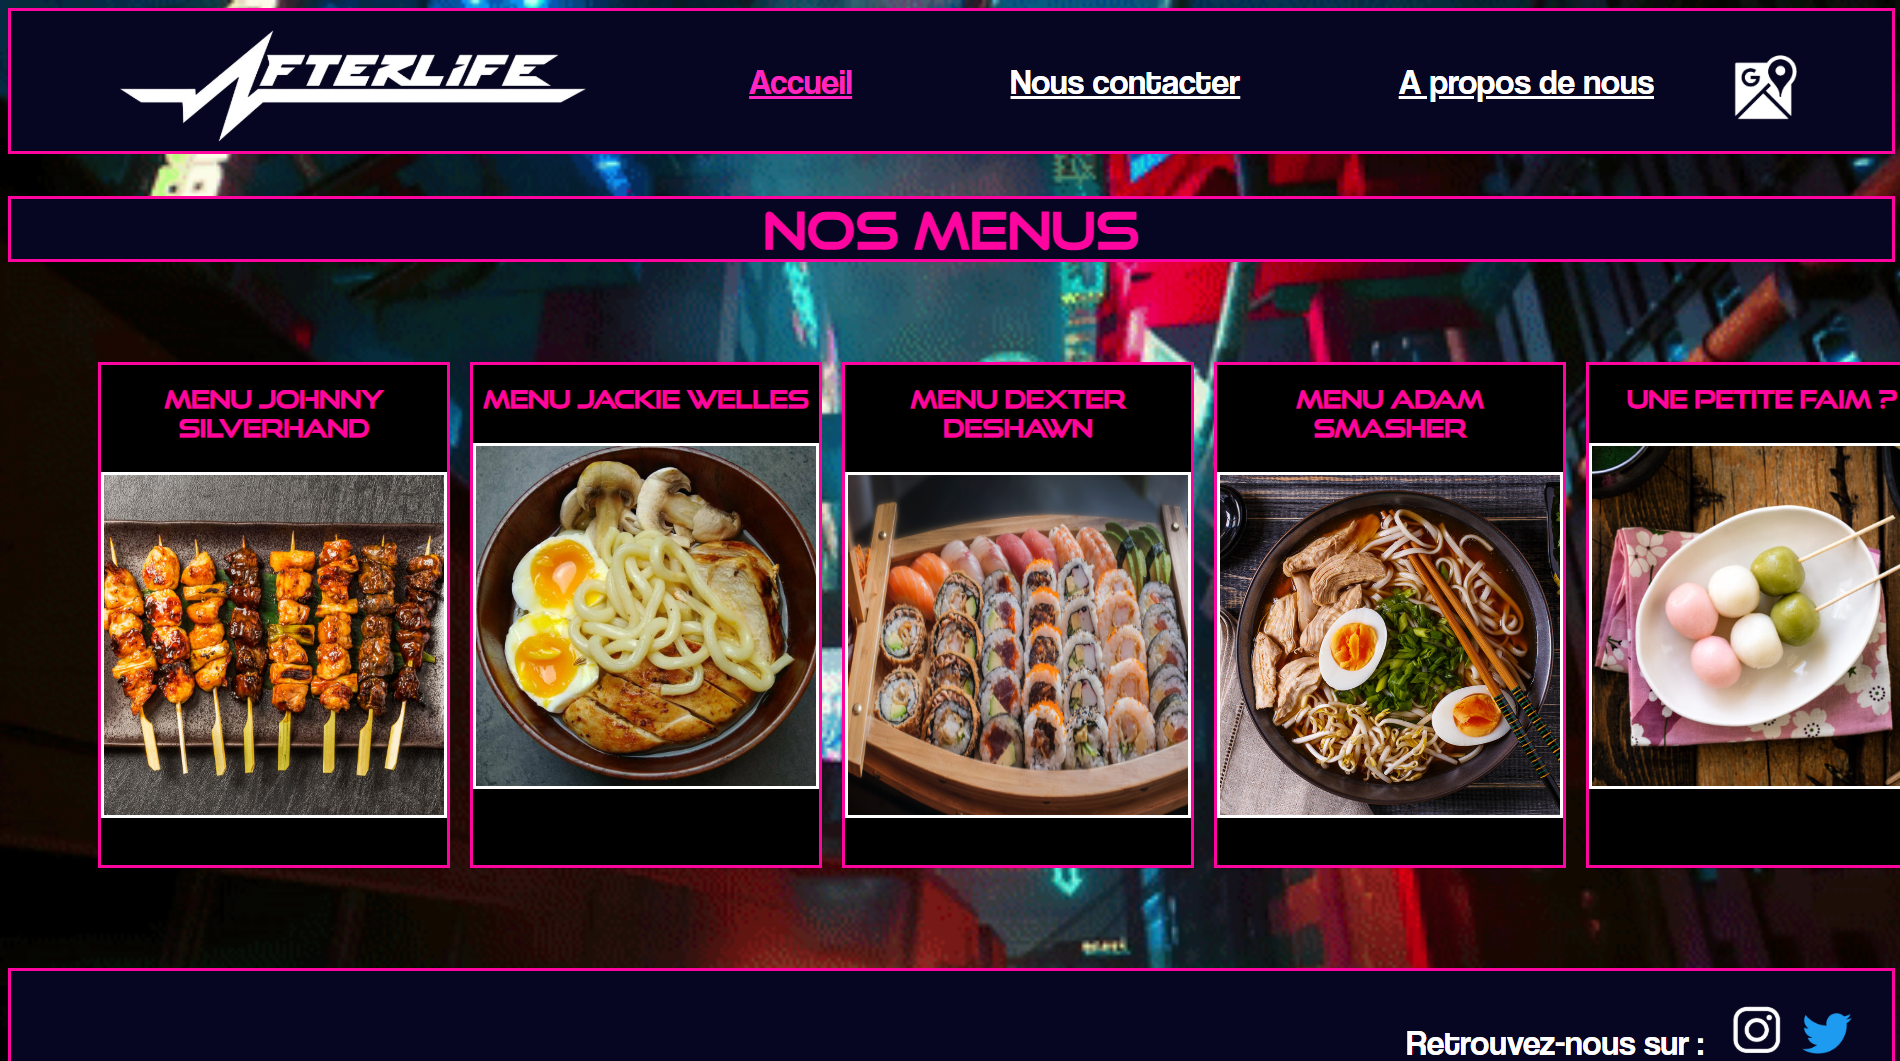 AFTERLIFE
Accueil
Nous contacter
A propos de nous
G
NOS MENUS
MENU JOHNNY
SILVERHAND
MENU JACKIE WELLES
MENU DEXTER
DESHAWN
MENU ADAM
SMASHER
UNE PETITE FAIM ?
Retrouvez-nous sur :